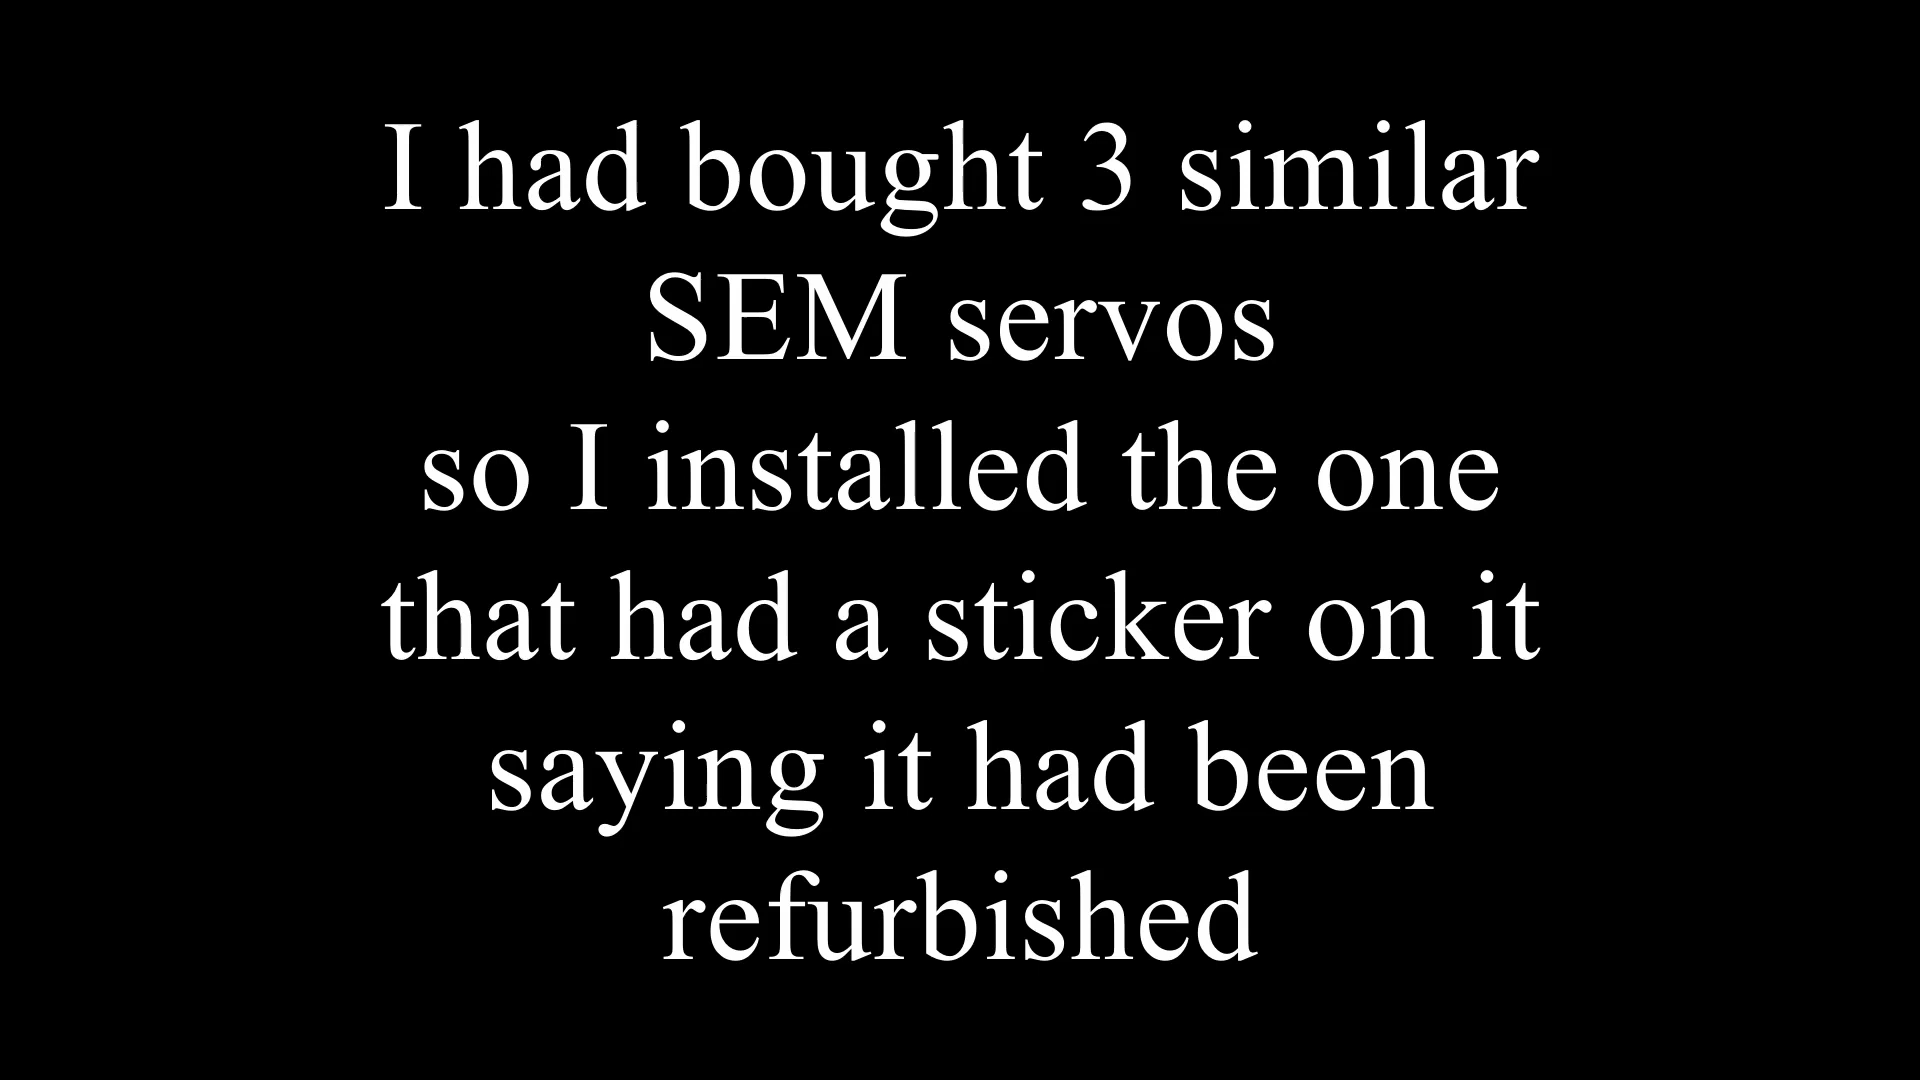 I had bought 3 similar
SEM servos
so I installed the one
that had a sticker on it
saying it had been
refurbished